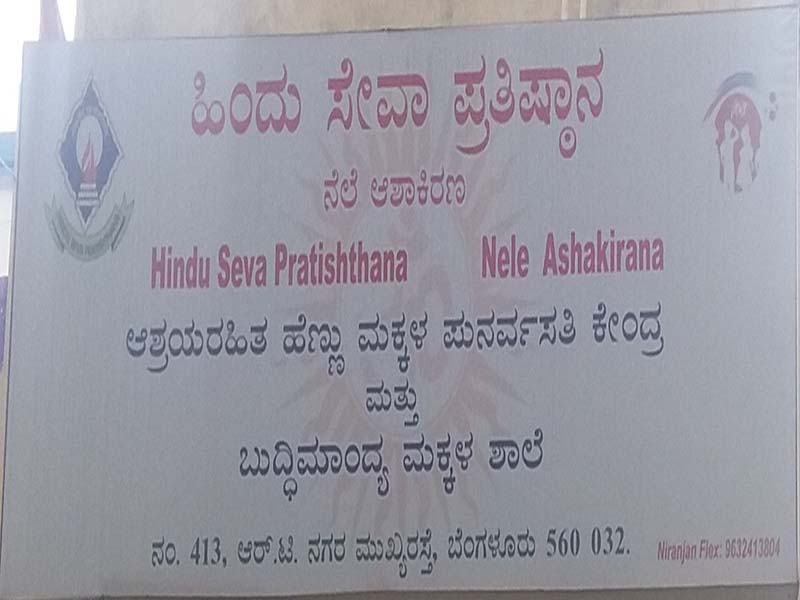 ಹಿಂದು ಸೇವಾ ಪ್ರತಿಷ್ಠಾನ
ನೆಲೆ ಆಶಾಕಿರಣ
Hindu Seva Pratishthana Nele Ashakirana
ಆಶ್ರಯರಹಿತ ಹೆಣ್ಣು ಮಕ್ಕಳ ಪುನರ್ವಸತಿ ಕೇಂದ್ರ
ಮತ್ತು
ಬುದ್ಧಿಮಾಂದ್ಯ ಮಕ್ಕಳ ಶಾಲೆ
ನಂ. 413, ಆರ್.ಟಿ. ನಗರ ಮುಖ್ಯರಸ್ತೆ, ಬೆಂಗಳೂರು 560 032.
Niranjan Flex: 9632413804